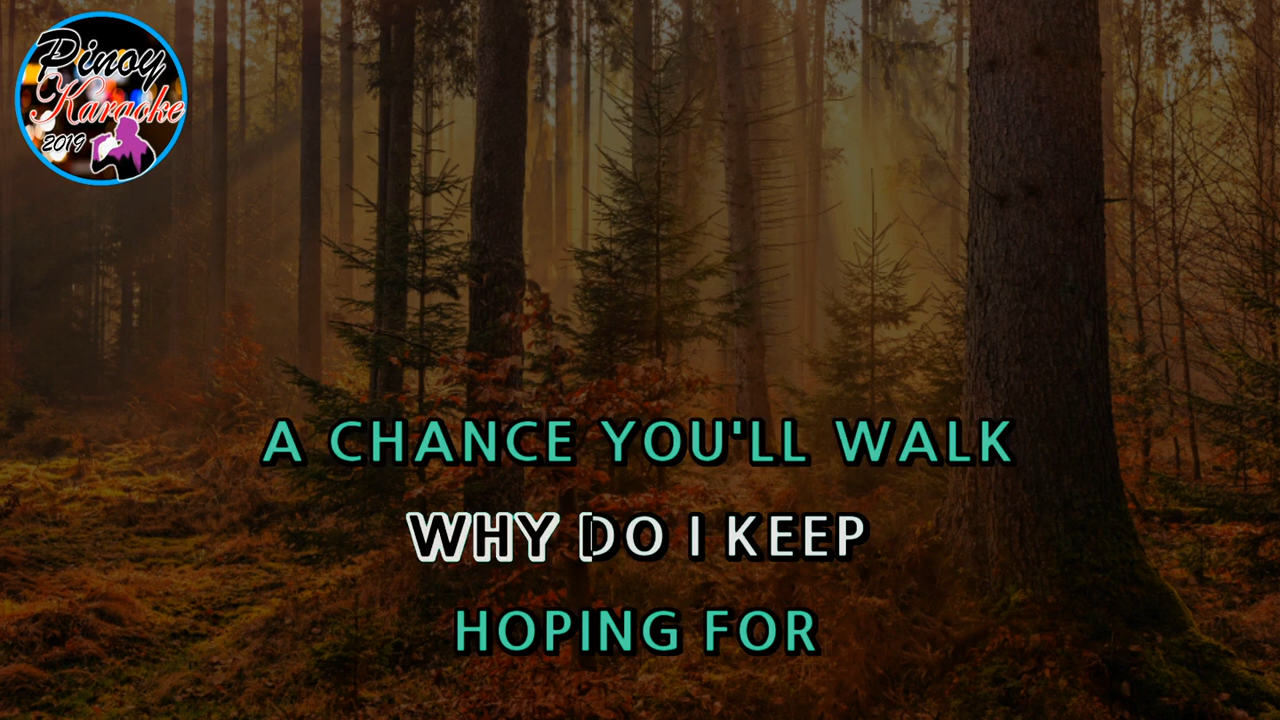 Pinoy
Karaoke
2019
A CHANCE YOU'LL WALK
WHY DO I KEEP
HOPING FOR